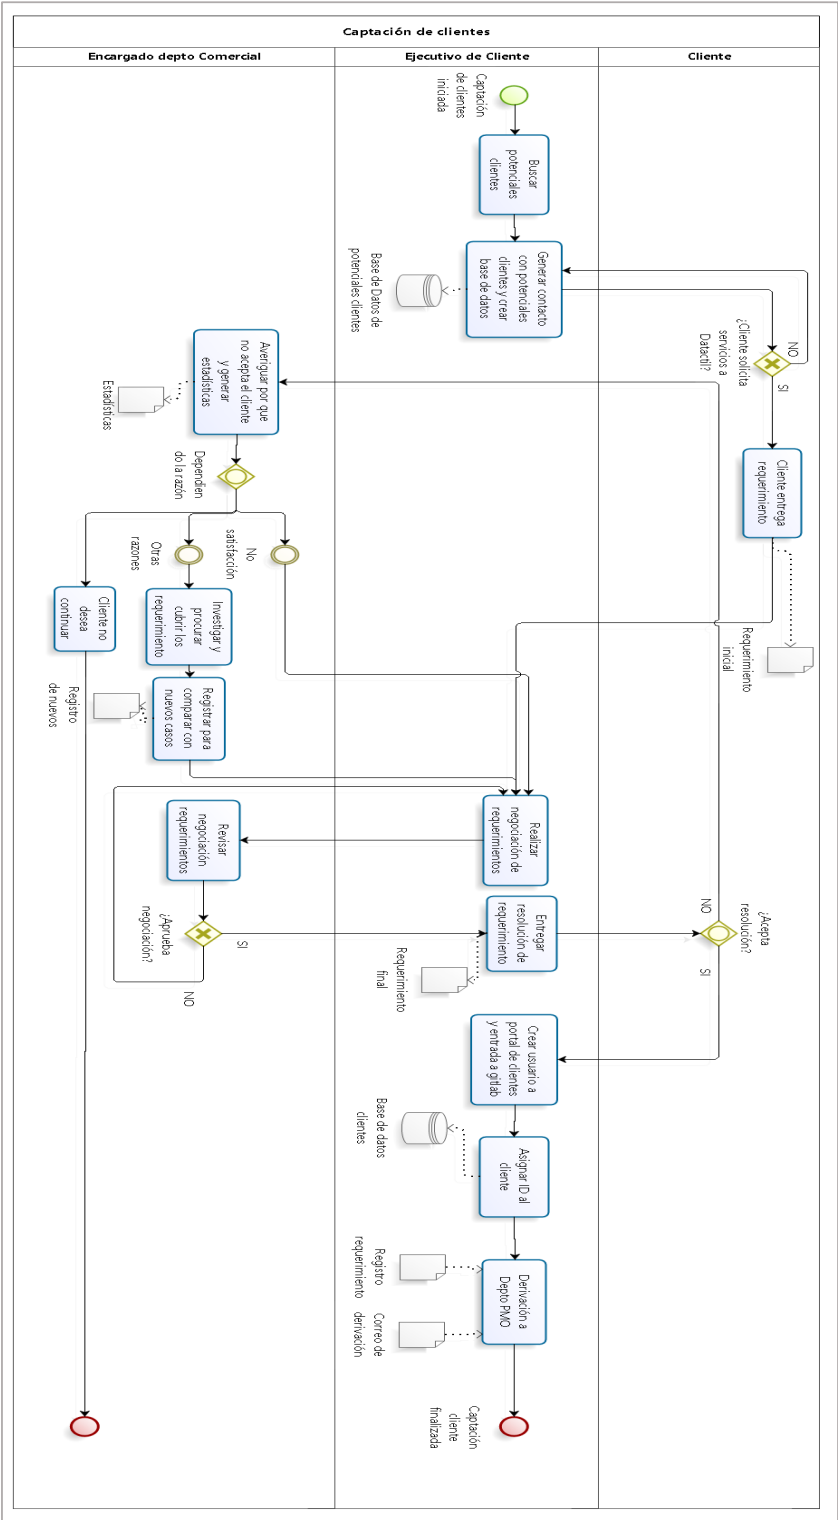 Captación de clientes
Encargado depto Comercial
Ejecutivo de Cliente
Cliente
Captación
de clientes
iniciada
Buscar
potenciales
clientes
Generar contacto
con potenciales
clientes y crear
base de datos
Base de Datos de
potenciales clientes
¿Cliente solicita
servicios a
Datactil?
NO
SI
Cliente entrega
requerimiento
Requerimiento
inicial
Averiguar por que
no acepta el cliente
y generar
estadísticas
Estadísticas
Dependien
do la razón
No
satisfacción
Otras
razones
Cliente no
desea
continuar
Investigar y
procurar
cubrir los
requerimiento
Registrar para
comparar con
nuevos casos
Registro
de nuevos
Realizar
negociación de
requerimientos
Revisar
negociación
requerimientos
¿Aprueba
negociación?
SI
NO
Entregar
resolución de
requerimiento
Requerimiento
final
¿Acepta
resolución?
NO
SI
Crear usuario a
portal de clientes
y entrada a gitlab
Base de datos
clientes
Asignar ID al
cliente
Derivación a
Depto PMO
Registro
requerimiento
Correo de
derivación
Captación
cliente
finalizada